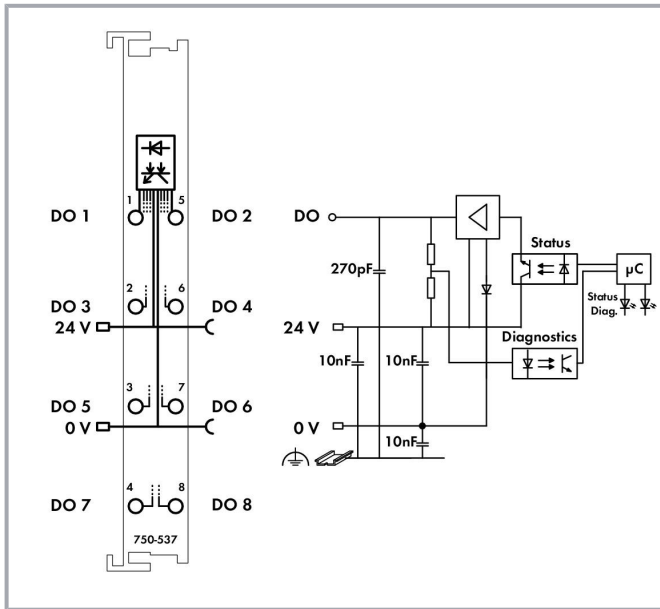 1 5
DO 1 DO 2
2 6
DO 3 DO 4
24 V
3 7
DO 5 DO 6
0 V
4 8
DO 7 DO 8
750-537
DO
Status
270pF
µC
Status
Diag.
24 V
Diagnostics
10nF 10nF
0 V
10nF